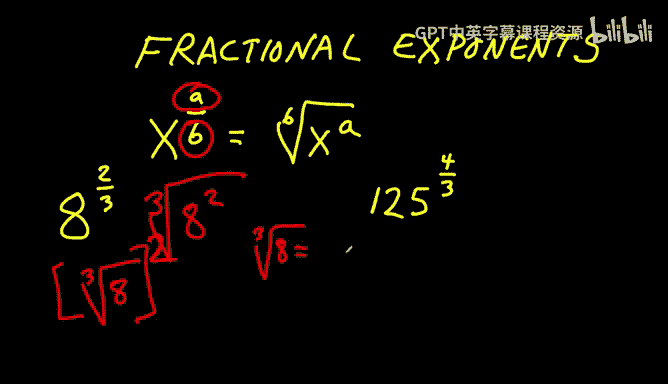 GPT中英字幕课程资源 bilibili
FRACTIONAL EXPONENTS
x^(a/b) = ᵇ√(x^a)
8^(2/3) ³√(8²) 125^(4/3)
[³√8]² ³√8 =